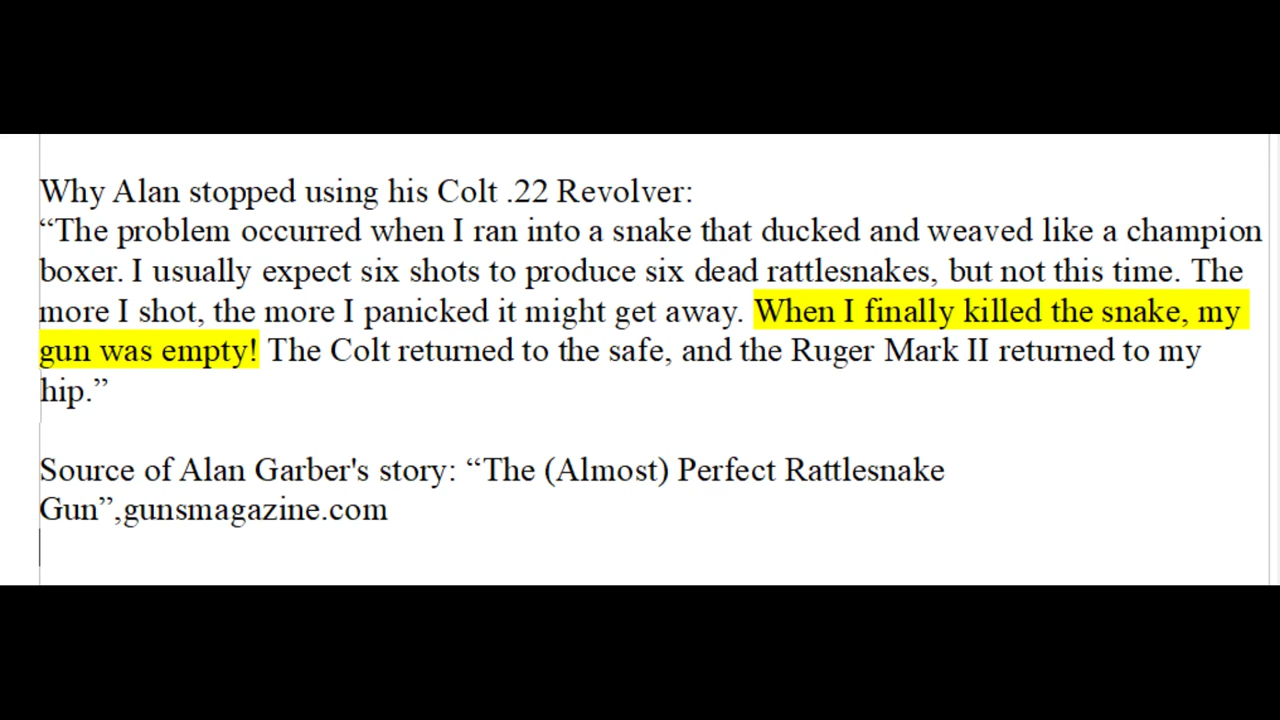 Why Alan stopped using his Colt .22 Revolver:
“The problem occurred when I ran into a snake that ducked and weaved like a champion
boxer. I usually expect six shots to produce six dead rattlesnakes, but not this time. The
more I shot, the more I panicked it might get away. When I finally killed the snake, my
gun was empty! The Colt returned to the safe, and the Ruger Mark II returned to my
hip.”
Source of Alan Garber's story: “The (Almost) Perfect Rattlesnake
Gun”,gunsmagazine.com